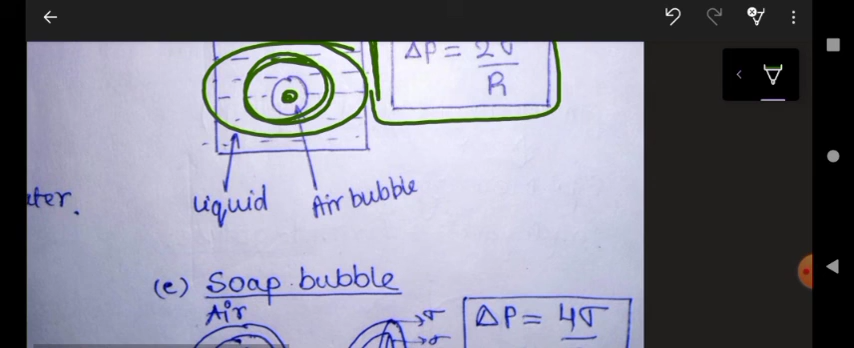 ΔP = 2σ
R
ter.
Liquid
Air bubble
(e) Soap bubble
Air
σ
ΔP = 4σ
σ